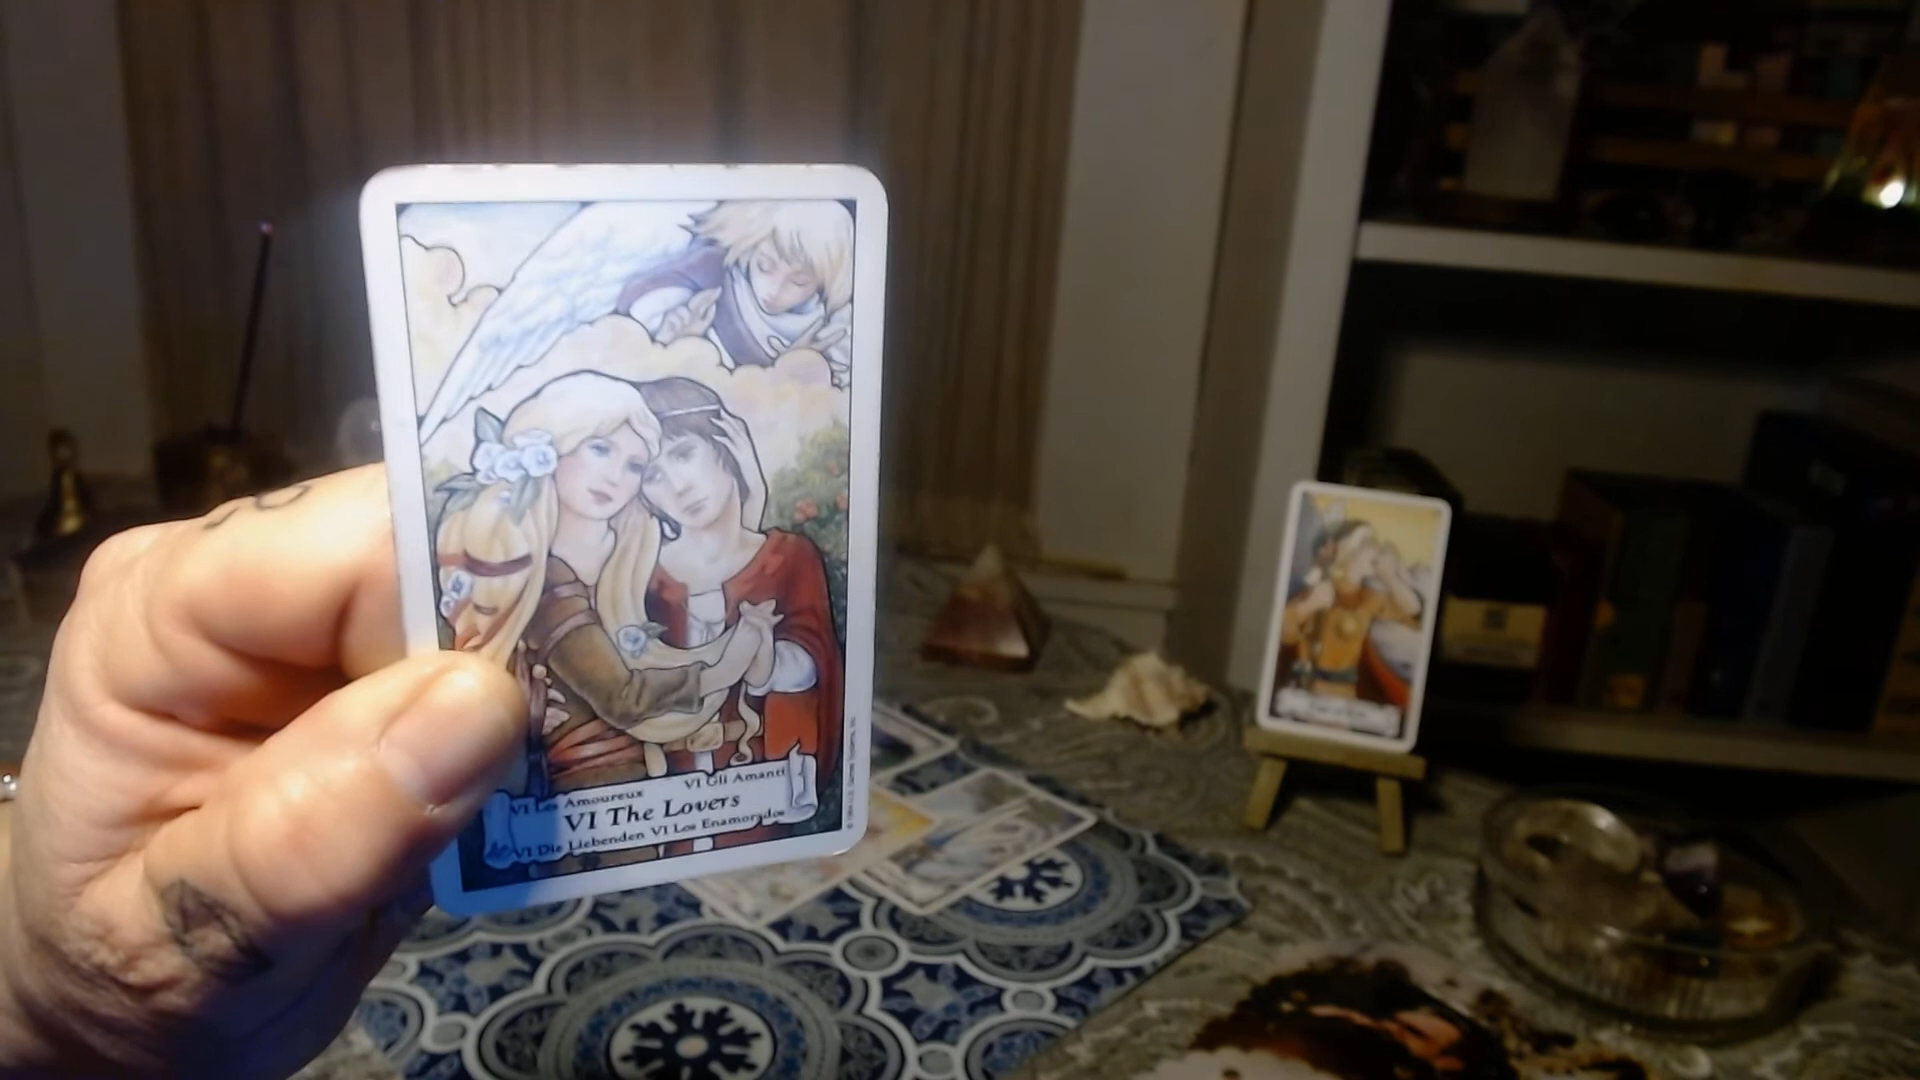 VI Les Amoureux VI Gli Amanti
VI The Lovers
VI Die Liebenden VI Los Enamorados